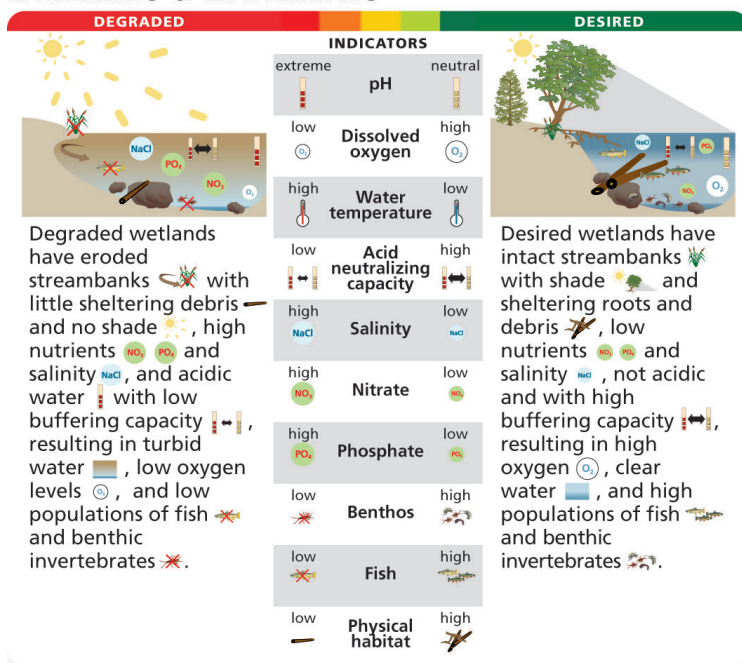 DEGRADED
DESIRED
INDICATORS
extreme
neutral
pH
low
high
Dissolved
oxygen
O₂
O₂
high
low
Water
temperature
low
high
Acid
neutralizing
capacity
high
low
Salinity
NaCl
NaCl
high
low
Nitrate
NO₃
NO₃
high
low
Phosphate
PO₄
PO₄
low
high
Benthos
low
high
Fish
low
high
Physical
habitat
NaCl
PO₄
NO₃
O₂
Degraded wetlands
have eroded
streambanks with
little sheltering debris
and no shade , high
nutrients NO₃ PO₄ and
salinity NaCl , and acidic
water with low
buffering capacity ,
resulting in turbid
water , low oxygen
levels O₂ , and low
populations of fish
and benthic
invertebrates .
NaCl
PO₄
NO₃
O₂
Desired wetlands have
intact streambanks
with shade and
sheltering roots and
debris , low
nutrients NO₃ PO₄ and
salinity NaCl , not acidic
and with high
buffering capacity ,
resulting in high
oxygen O₂ , clear
water , and high
populations of fish
and benthic
invertebrates .